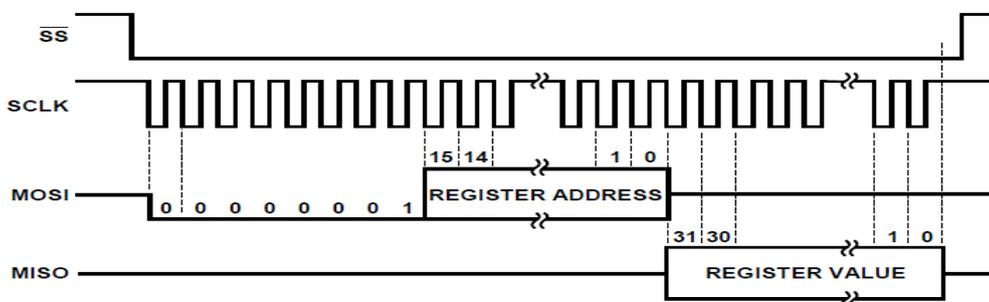 SS
SCLK
15 14 1 0
MOSI REGISTER ADDRESS
0 0 0 0 0 0 0 1
31 30 1 0
MISO REGISTER VALUE